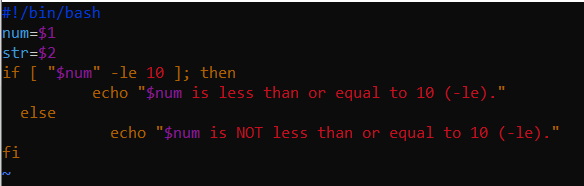 #!/bin/bash
num=$1
str=$2
if [ "$num" -le 10 ]; then
echo "$num is less than or equal to 10 (-le)."
else
echo "$num is NOT less than or equal to 10 (-le)."
fi
~